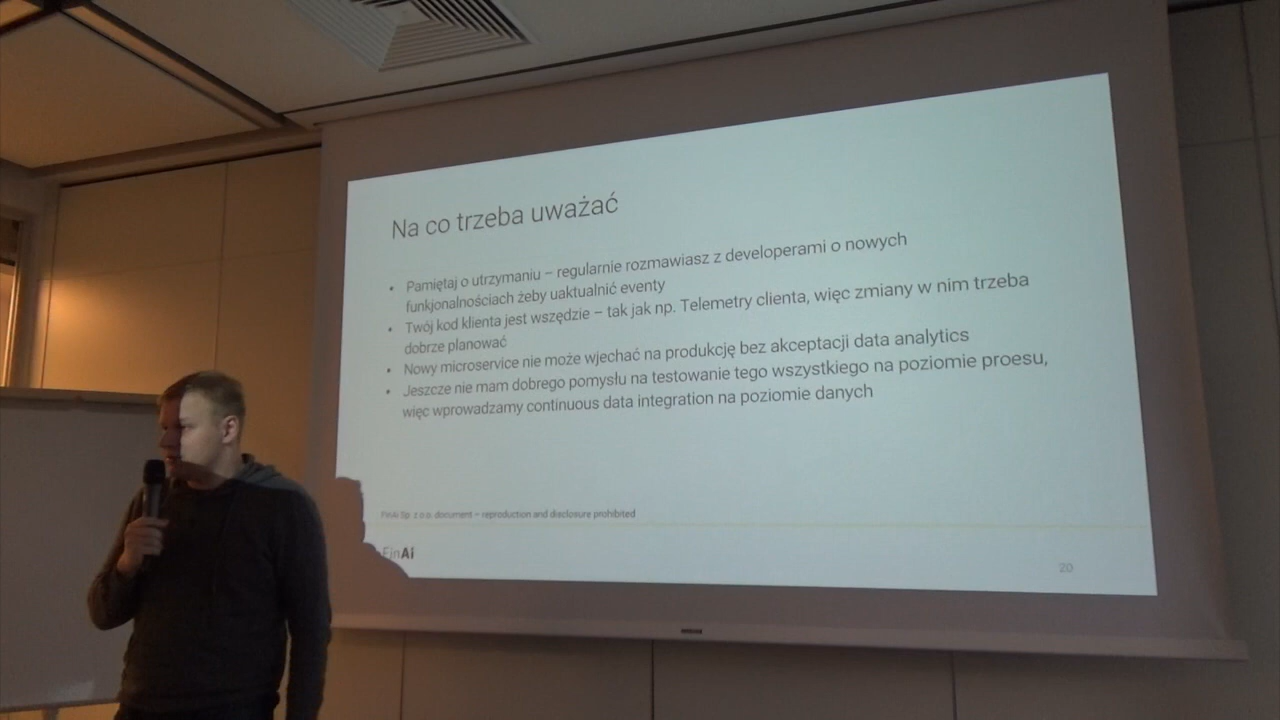 Na co trzeba uważać
• Pamiętaj o utrzymaniu – regularnie rozmawiasz z developerami o nowych
funkjonalnościach żeby uaktualnić eventy
• Twój kod klienta jest wszędzie – tak jak np. Telemetry clienta, więc zmiany w nim trzeba
dobrze planować
• Nowy microservice nie może wjechać na produkcję bez akceptacji data analytics
• Jeszcze nie mam dobrego pomysłu na testowanie tego wszystkiego na poziomie proesu,
więc wprowadzamy continuous data integration na poziomie danych
FinAi Sp. z o.o. document – reproduction and disclosure prohibited
FinAi
20